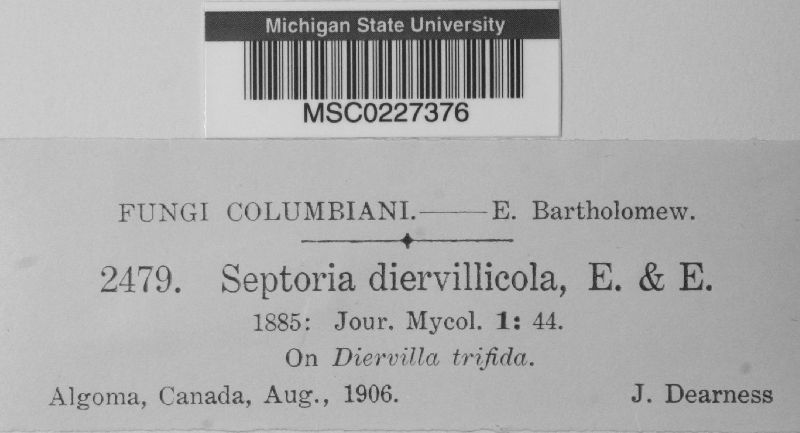 Michigan State University
MSC0227376
FUNGI COLUMBIANI.——E. Bartholomew.
2479. Septoria diervillicola, E. & E.
1885: Jour. Mycol. 1: 44.
On Diervilla trifida.
Algoma, Canada, Aug., 1906. J. Dearness